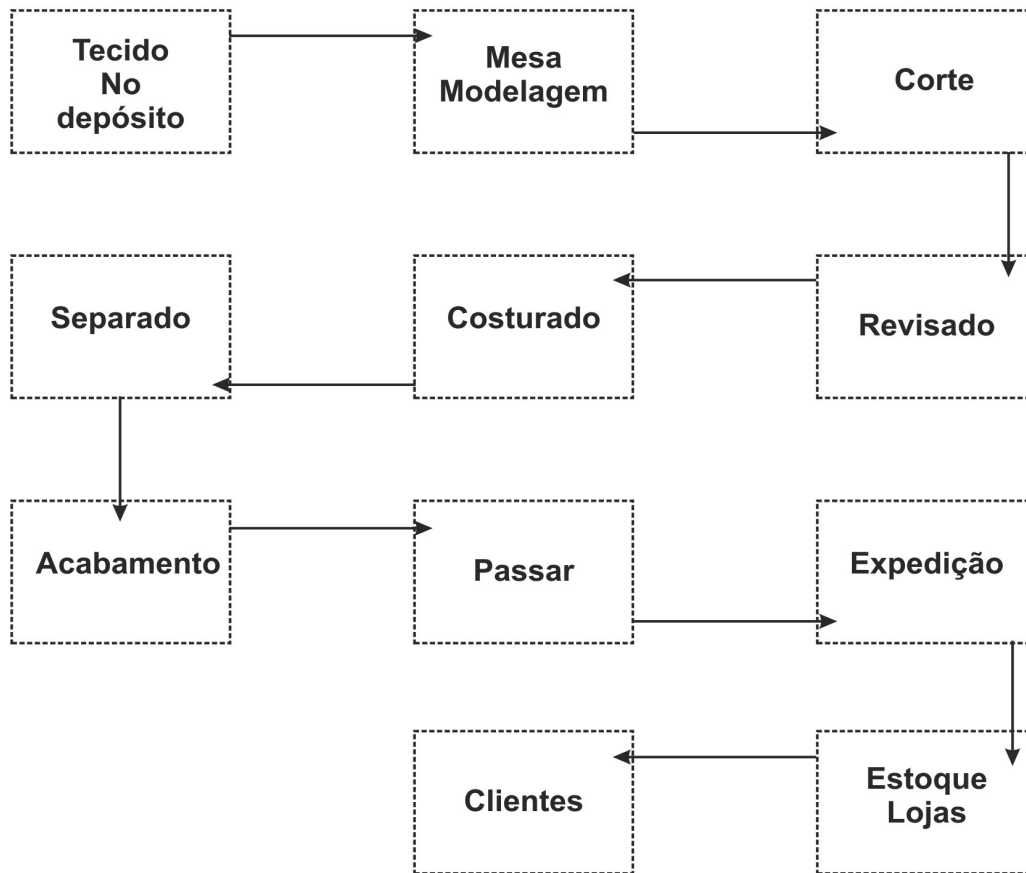 Tecido
No
depósito
Mesa
Modelagem
Corte
Separado
Costurado
Revisado
Acabamento
Passar
Expedição
Clientes
Estoque
Lojas